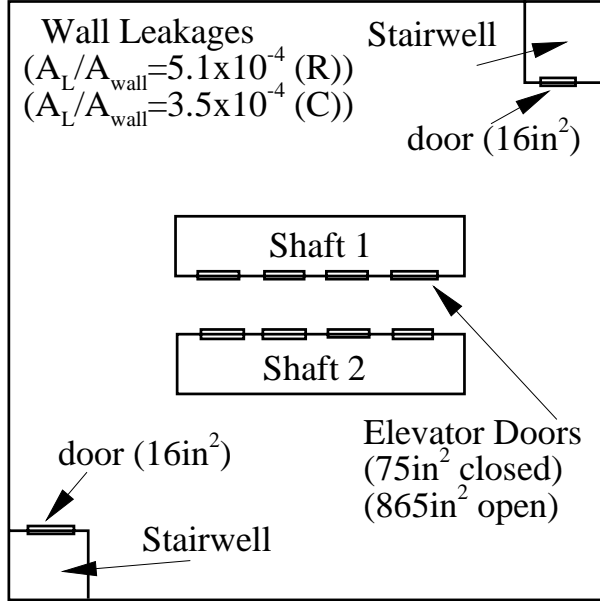 Wall Leakages
(A_L/A_wall=5.1x10^-4 (R))
(A_L/A_wall=3.5x10^-4 (C))
Stairwell
door (16in^2)
Shaft 1
Shaft 2
Elevator Doors
(75in^2 closed)
(865in^2 open)
door (16in^2)
Stairwell